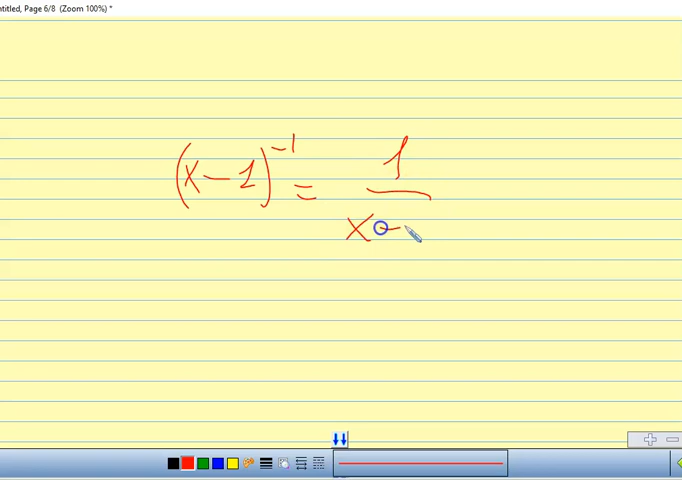 ntitled, Page 6/8 (Zoom 100%) *
(x - 1)^-1 = 1 / x -